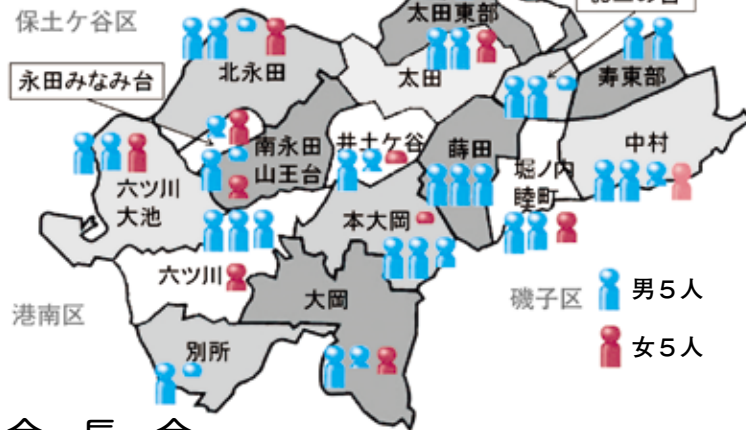 保土ケ谷区
太田東部
北永田
太田
寿東部
永田みなみ台
南永田
山王台
井土ケ谷
蒔田
堀ノ内
睦町
中村
六ツ川
大池
本大岡
六ツ川
大岡
磯子区
男5人
港南区
女5人
別所